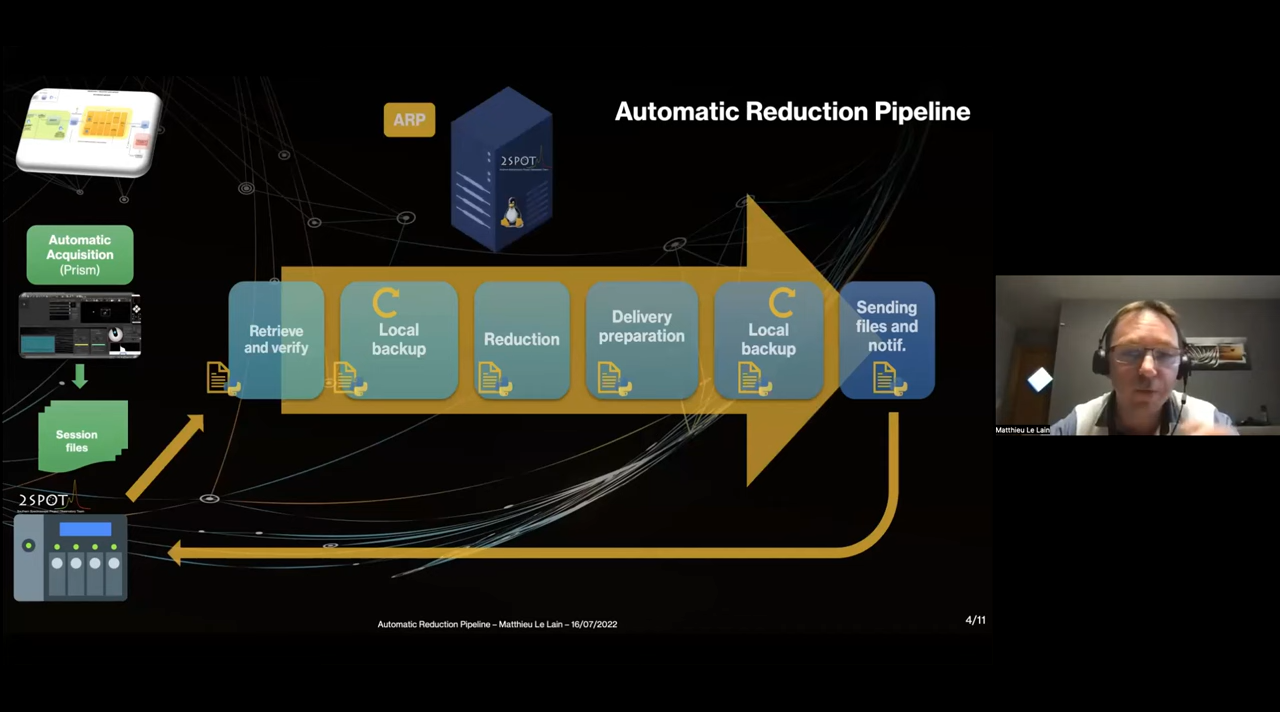 ARP
Automatic Reduction Pipeline
2SPOT
Automatic
Acquisition
(Prism)
Retrieve
and verify
Local
backup
Reduction
Delivery
preparation
Local
backup
Sending
files and
notif.
Session
files
2SPOT
Matthieu Le Lain
Automatic Reduction Pipeline – Matthieu Le Lain – 16/07/2022
4/11